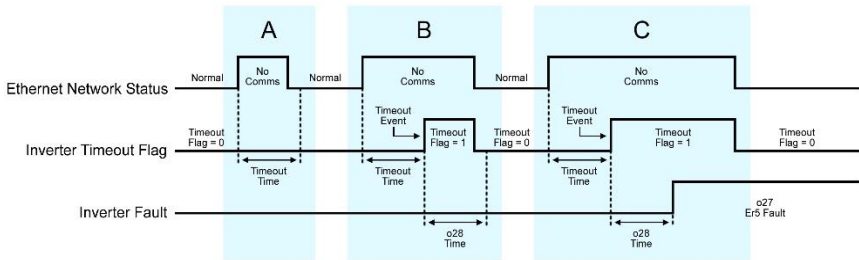 A
B
C
Ethernet Network Status
Normal
No
Comms
Normal
No
Comms
Normal
No
Comms
Inverter Timeout Flag
Timeout
Flag = 0
Timeout
Time
Timeout
Event
Timeout
Flag = 1
Timeout
Time
Timeout
Flag = 0
Timeout
Event
Timeout
Flag = 1
Timeout
Time
Timeout
Flag = 0
Inverter Fault
o28
Time
o28
Time
o27
Er5 Fault